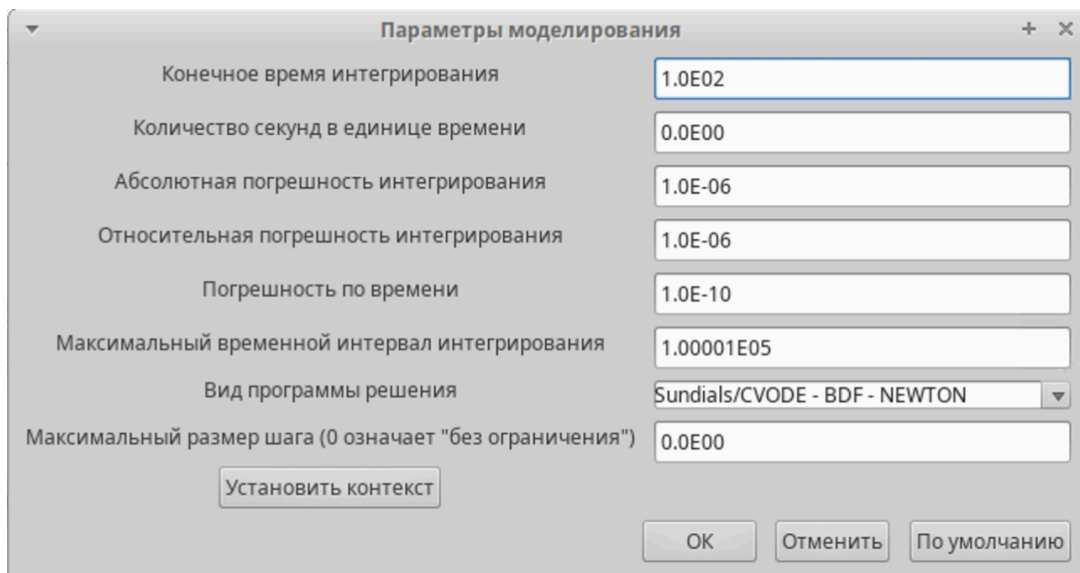 Параметры моделирования
Конечное время интегрирования 1.0E02
Количество секунд в единице времени 0.0E00
Абсолютная погрешность интегрирования 1.0E-06
Относительная погрешность интегрирования 1.0E-06
Погрешность по времени 1.0E-10
Максимальный временной интервал интегрирования 1.00001E05
Вид программы решения Sundials/CVODE - BDF - NEWTON
Максимальный размер шага (0 означает "без ограничения") 0.0E00
Установить контекст
ОК Отменить По умолчанию